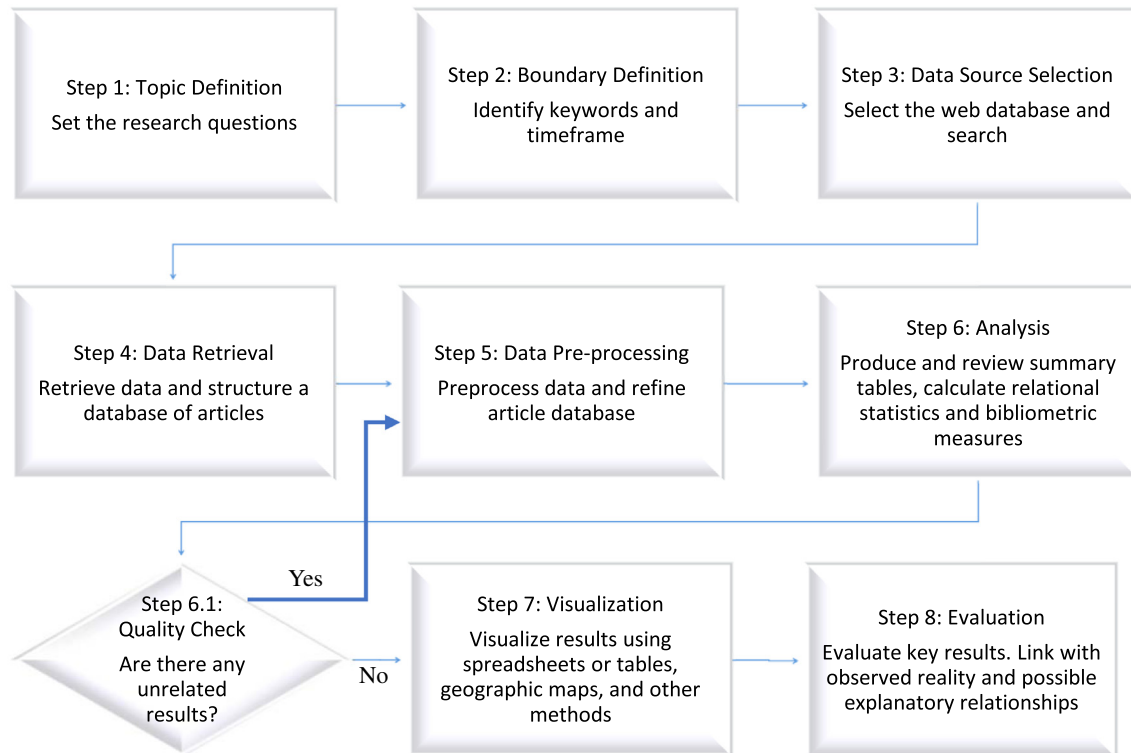 Step 1: Topic Definition
Set the research questions
Step 2: Boundary Definition
Identify keywords and
timeframe
Step 3: Data Source Selection
Select the web database and
search
Step 4: Data Retrieval
Retrieve data and structure a
database of articles
Step 5: Data Pre-processing
Preprocess data and refine
article database
Step 6: Analysis
Produce and review summary
tables, calculate relational
statistics and bibliometric
measures
Step 6.1:
Quality Check
Are there any
unrelated
results?
Yes
No
Step 7: Visualization
Visualize results using
spreadsheets or tables,
geographic maps, and other
methods
Step 8: Evaluation
Evaluate key results. Link with
observed reality and possible
explanatory relationships